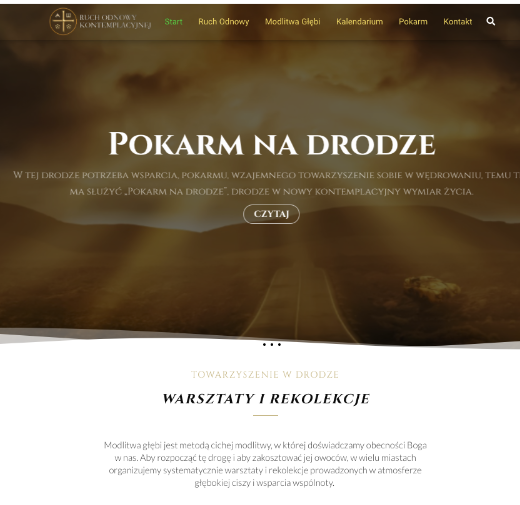 RUCH ODNOWY
KONTEMPLACYJNEJ
Start Ruch Odnowy Modlitwa Głębi Kalendarium Pokarm Kontakt
Pokarm na drodze
W tej drodze potrzeba wsparcia, pokarmu, wzajemnego towarzyszenie sobie w wędrowaniu, temu t
ma służyć „Pokarm na drodze”, drodze w nowy kontemplacyjny wymiar życia.
CZYTAJ
TOWARZYSZENIE W DRODZE
WARSZTATY I REKOLEKCJE
Modlitwa głębi jest metodą cichej modlitwy, w której doświadczamy obecności Boga
w nas. Aby rozpocząć tę drogę i aby zakosztować jej owoców, w wielu miastach
organizujemy systematycznie warsztaty i rekolekcje prowadzonych w atmosferze
głębokiej ciszy i wsparcia wspólnoty.